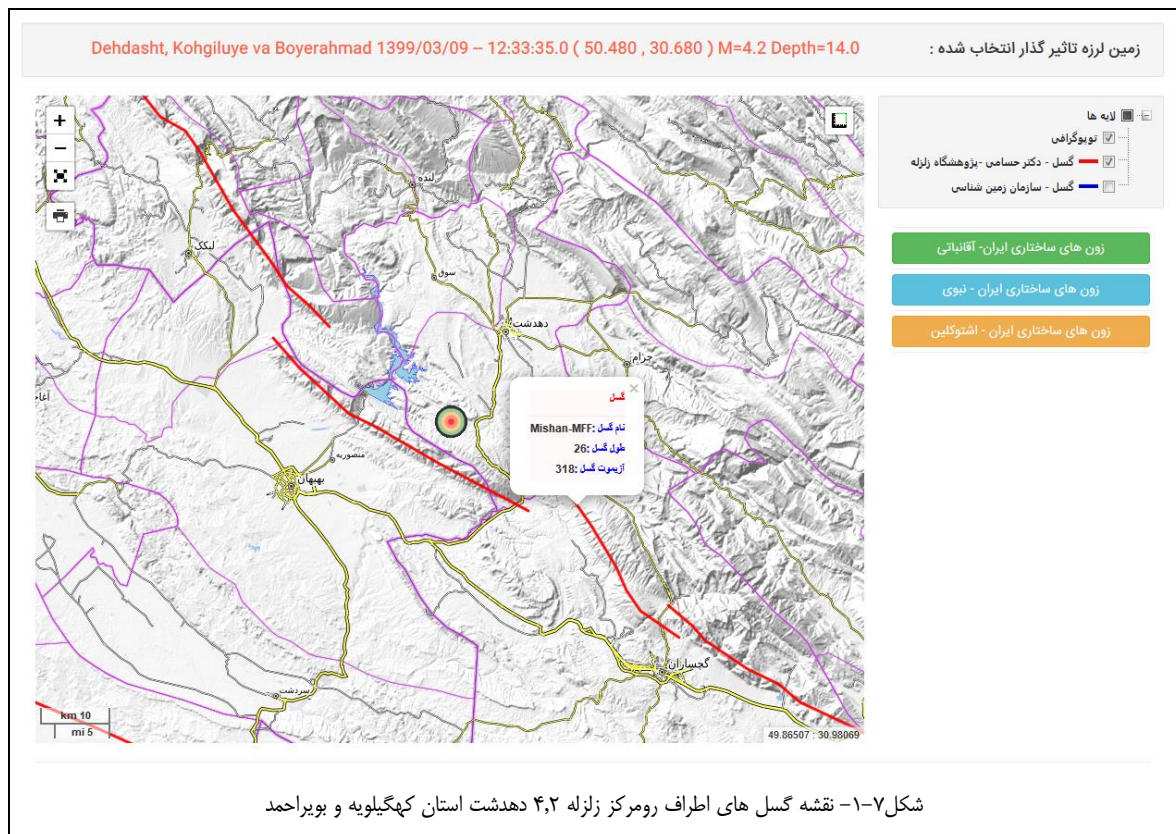 زمین لرزه تاثیر گذار انتخاب شده :
Dehdasht, Kohgiluye va Boyerahmad 1399/03/09 -- 12:33:35.0 ( 50.480 , 30.680 ) M=4.2 Depth=14.0
لایه ها
توپوگرافی
گسل - دکتر حسامی -پژوهشگاه زلزله
گسل - سازمان زمین شناسی
زون های ساختاری ایران- آقانباتی
زون های ساختاری ایران - نبوی
زون های ساختاری ایران - اشتوکلین
+
−
لنده
لیکک
سوق
دهدشت
چرام
آغاجا
×
گسل
نام گسل :Mishan-MFF
طول گسل :26
آزیموت گسل :318
منصوریه
بهبهان
گچساران
سردشت
km 10
mi 5
49.86507 : 30.98069
شکل۷-۱- نقشه گسل های اطراف رومرکز زلزله ۴٫۲ دهدشت استان کهگیلویه و بویراحمد